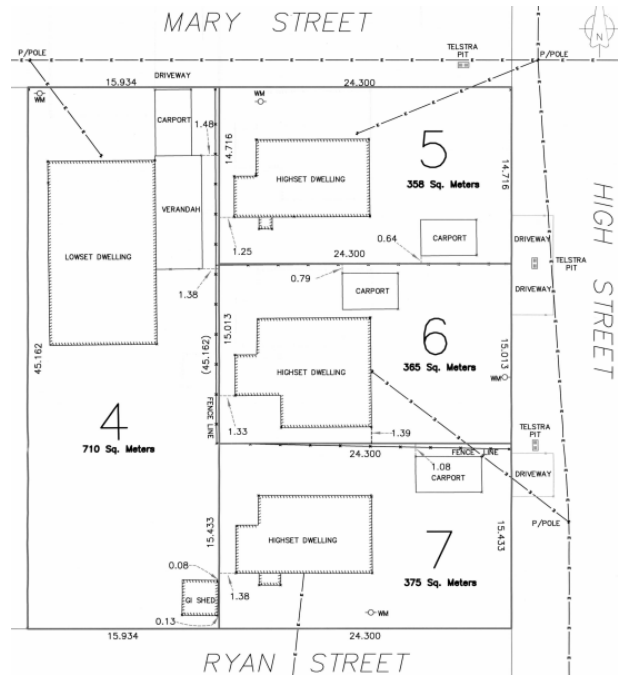 MARY STREET
P/POLE
TELSTRA
PIT
P/POLE
N
DRIVEWAY
15.934
24.300
WM
WM
CARPORT
1.48
14.716
5
358 Sq. Meters
14.716
HIGHSET DWELLING
VERANDAH
LOWSET DWELLING
CARPORT
0.64
1.25
24.300
DRIVEWAY
TELSTRA
PIT
HIGH STREET
1.38
0.79
CARPORT
DRIVEWAY
45.162
(45.162)
15.013
6
365 Sq. Meters
15.013
HIGHSET DWELLING
WM
4
710 Sq. Meters
FENCE LINE
1.33
1.39
TELSTRA
PIT
24.300
FENCE LINE
1.08
CARPORT
DRIVEWAY
15.433
HIGHSET DWELLING
7
375 Sq. Meters
15.433
P/POLE
0.08
GI SHED
1.38
WM
0.13
15.934
24.300
RYAN STREET